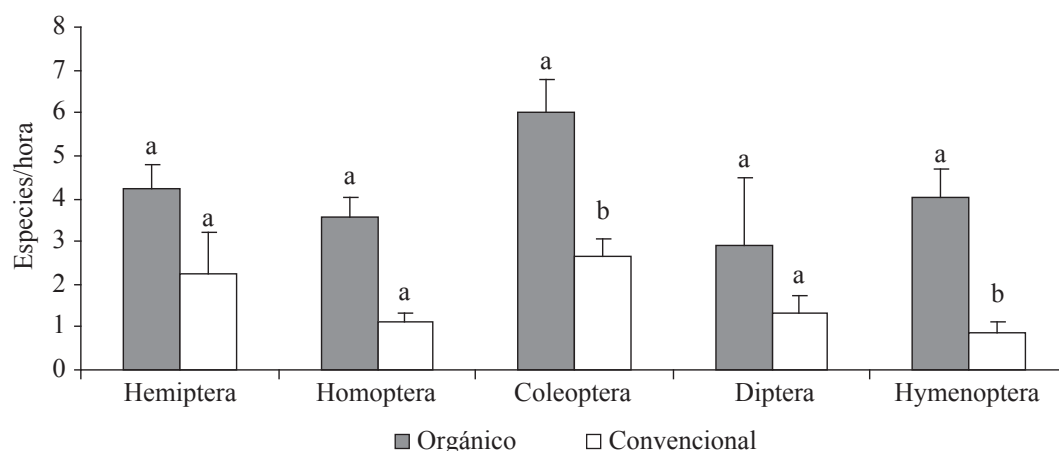 8
7
6
5
4
3
2
1
0
Especies/hora
a
a
a
a
a
b
a
a
a
b
Hemiptera Homoptera Coleoptera Diptera Hymenoptera
Orgánico Convencional